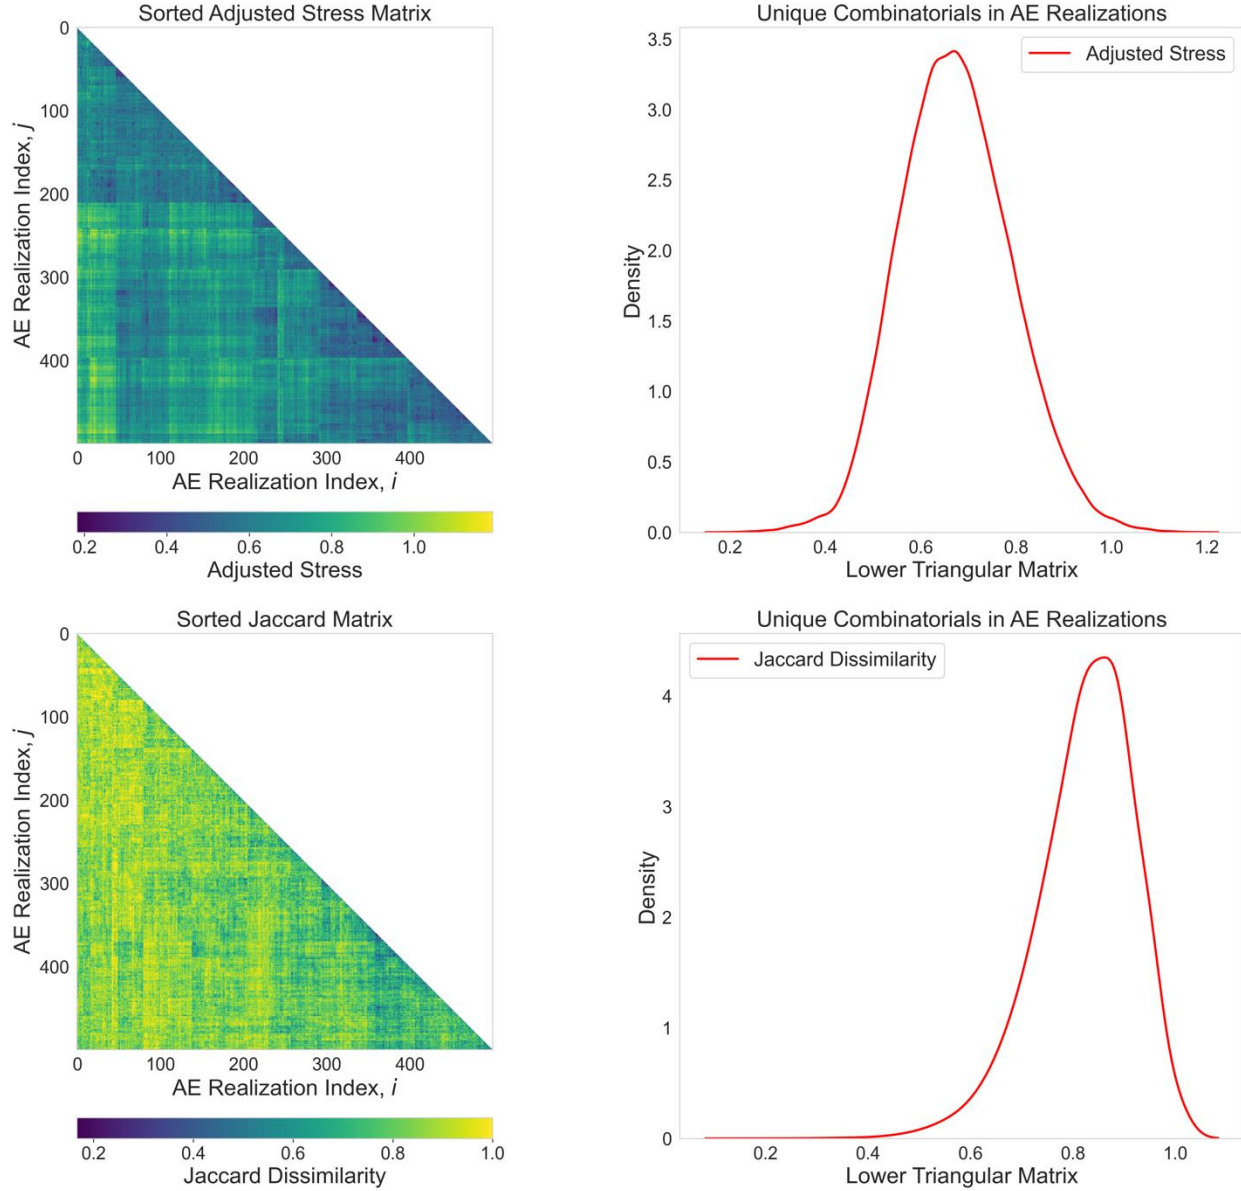 Sorted Adjusted Stress Matrix
0
100
200
300
400
AE Realization Index, j
0 100 200 300 400
AE Realization Index, i
0.2 0.4 0.6 0.8 1.0
Adjusted Stress
Unique Combinatorials in AE Realizations
Adjusted Stress
3.5
3.0
2.5
2.0
1.5
1.0
0.5
0.0
Density
0.2 0.4 0.6 0.8 1.0 1.2
Lower Triangular Matrix
Sorted Jaccard Matrix
0
100
200
300
400
AE Realization Index, j
0 100 200 300 400
AE Realization Index, i
0.2 0.4 0.6 0.8 1.0
Jaccard Dissimilarity
Unique Combinatorials in AE Realizations
Jaccard Dissimilarity
4
3
2
1
0
Density
0.2 0.4 0.6 0.8 1.0
Lower Triangular Matrix